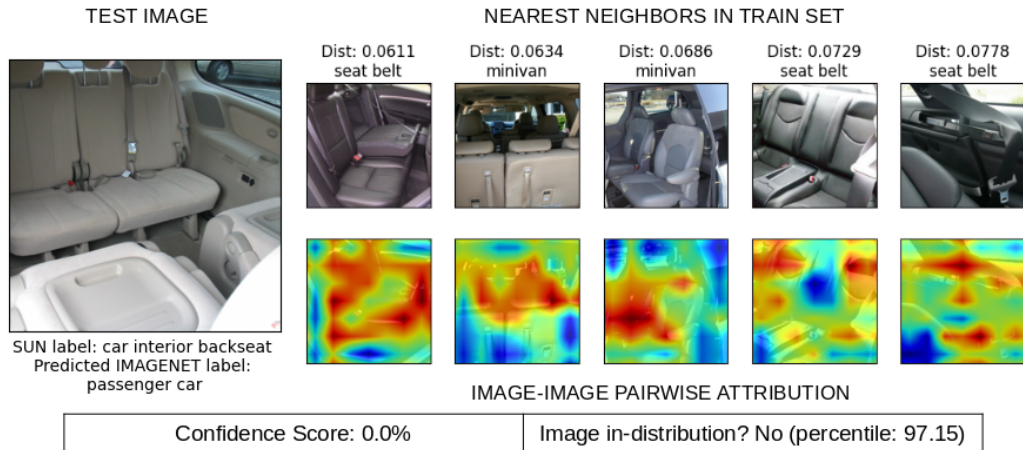 TEST IMAGE
NEAREST NEIGHBORS IN TRAIN SET
Dist: 0.0611
seat belt
Dist: 0.0634
minivan
Dist: 0.0686
minivan
Dist: 0.0729
seat belt
Dist: 0.0778
seat belt
SUN label: car interior backseat
Predicted IMAGENET label:
passenger car
IMAGE-IMAGE PAIRWISE ATTRIBUTION
Confidence Score: 0.0%
Image in-distribution? No (percentile: 97.15)